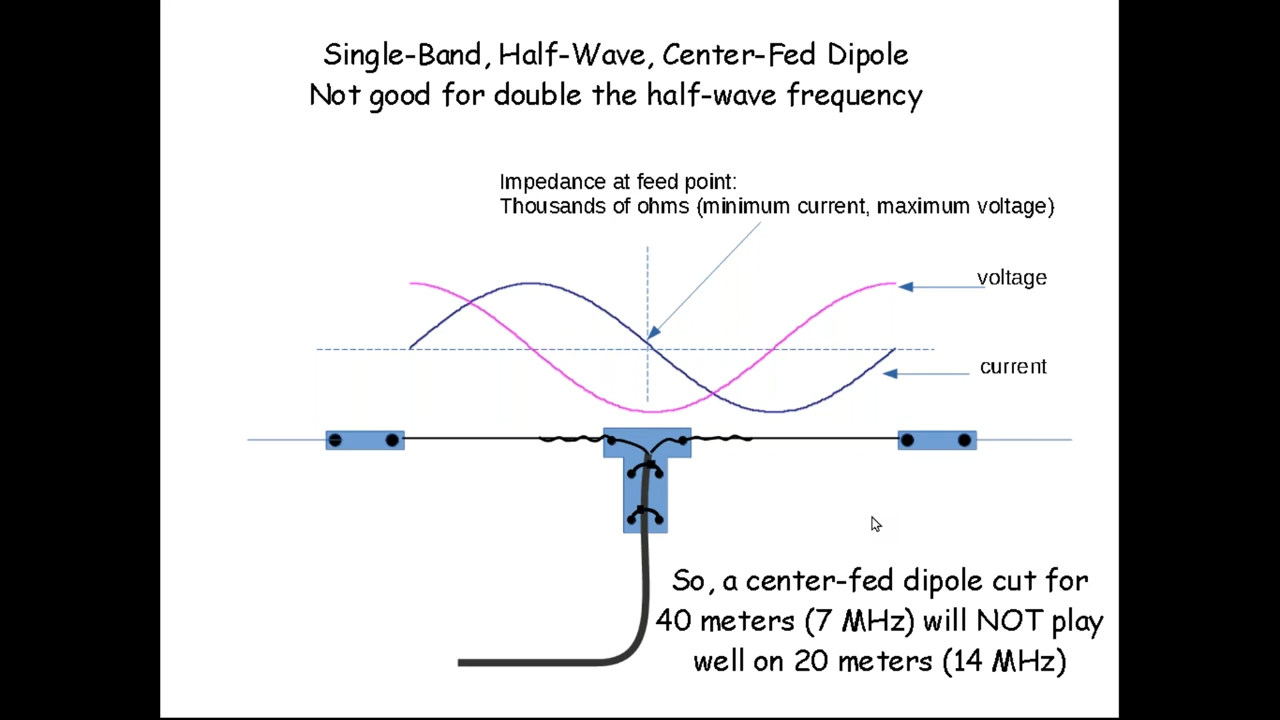 Single-Band, Half-Wave, Center-Fed Dipole
Not good for double the half-wave frequency
Impedance at feed point:
Thousands of ohms (minimum current, maximum voltage)
voltage
current
So, a center-fed dipole cut for
40 meters (7 MHz) will NOT play
well on 20 meters (14 MHz)